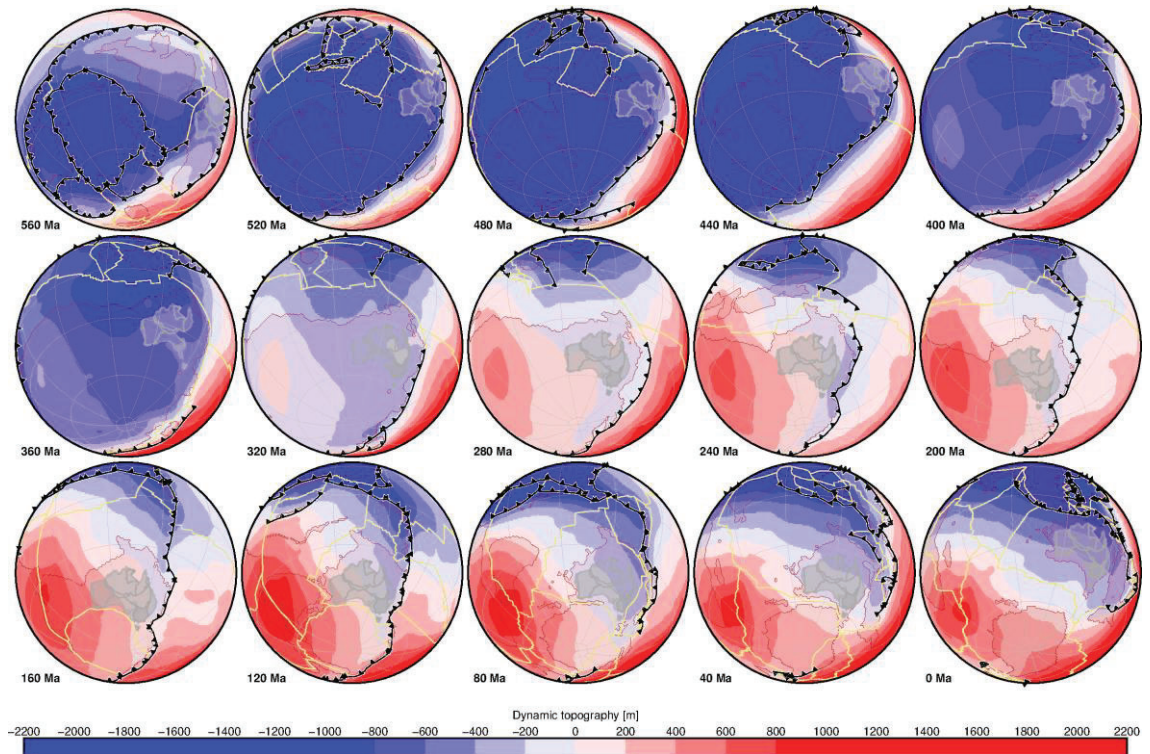 560 Ma
520 Ma
480 Ma
440 Ma
400 Ma
360 Ma
320 Ma
280 Ma
240 Ma
200 Ma
160 Ma
120 Ma
80 Ma
40 Ma
0 Ma
Dynamic topography [m]
−2200 −2000 −1800 −1600 −1400 −1200 −1000 −800 −600 −400 −200 0 200 400 600 800 1000 1200 1400 1600 1800 2000 2200